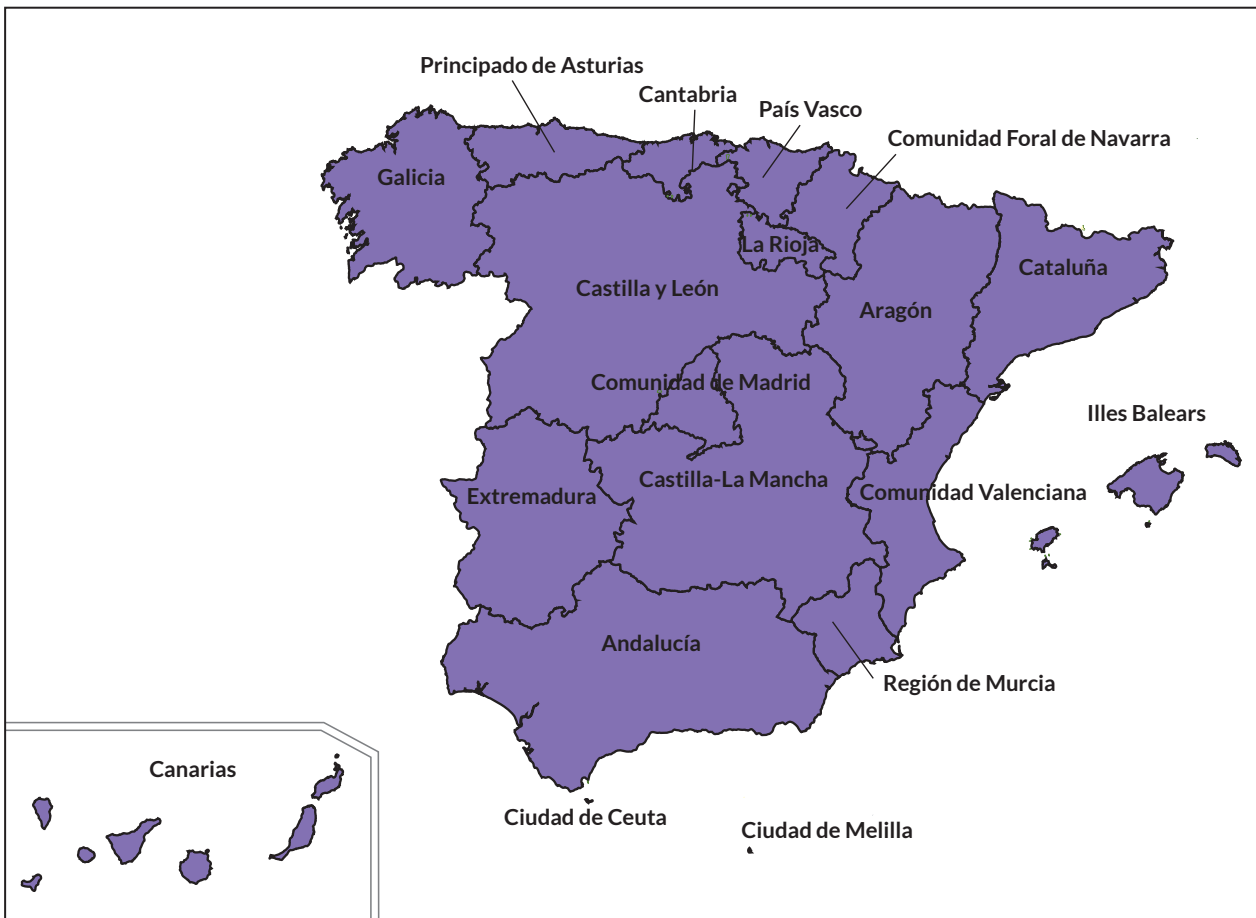 Principado de Asturias
Cantabria
País Vasco
Comunidad Foral de Navarra
Galicia
La Rioja
Cataluña
Castilla y León
Aragón
Comunidad de Madrid
Illes Balears
Castilla-La Mancha
Comunidad Valenciana
Extremadura
Andalucía
Región de Murcia
Canarias
Ciudad de Ceuta
Ciudad de Melilla